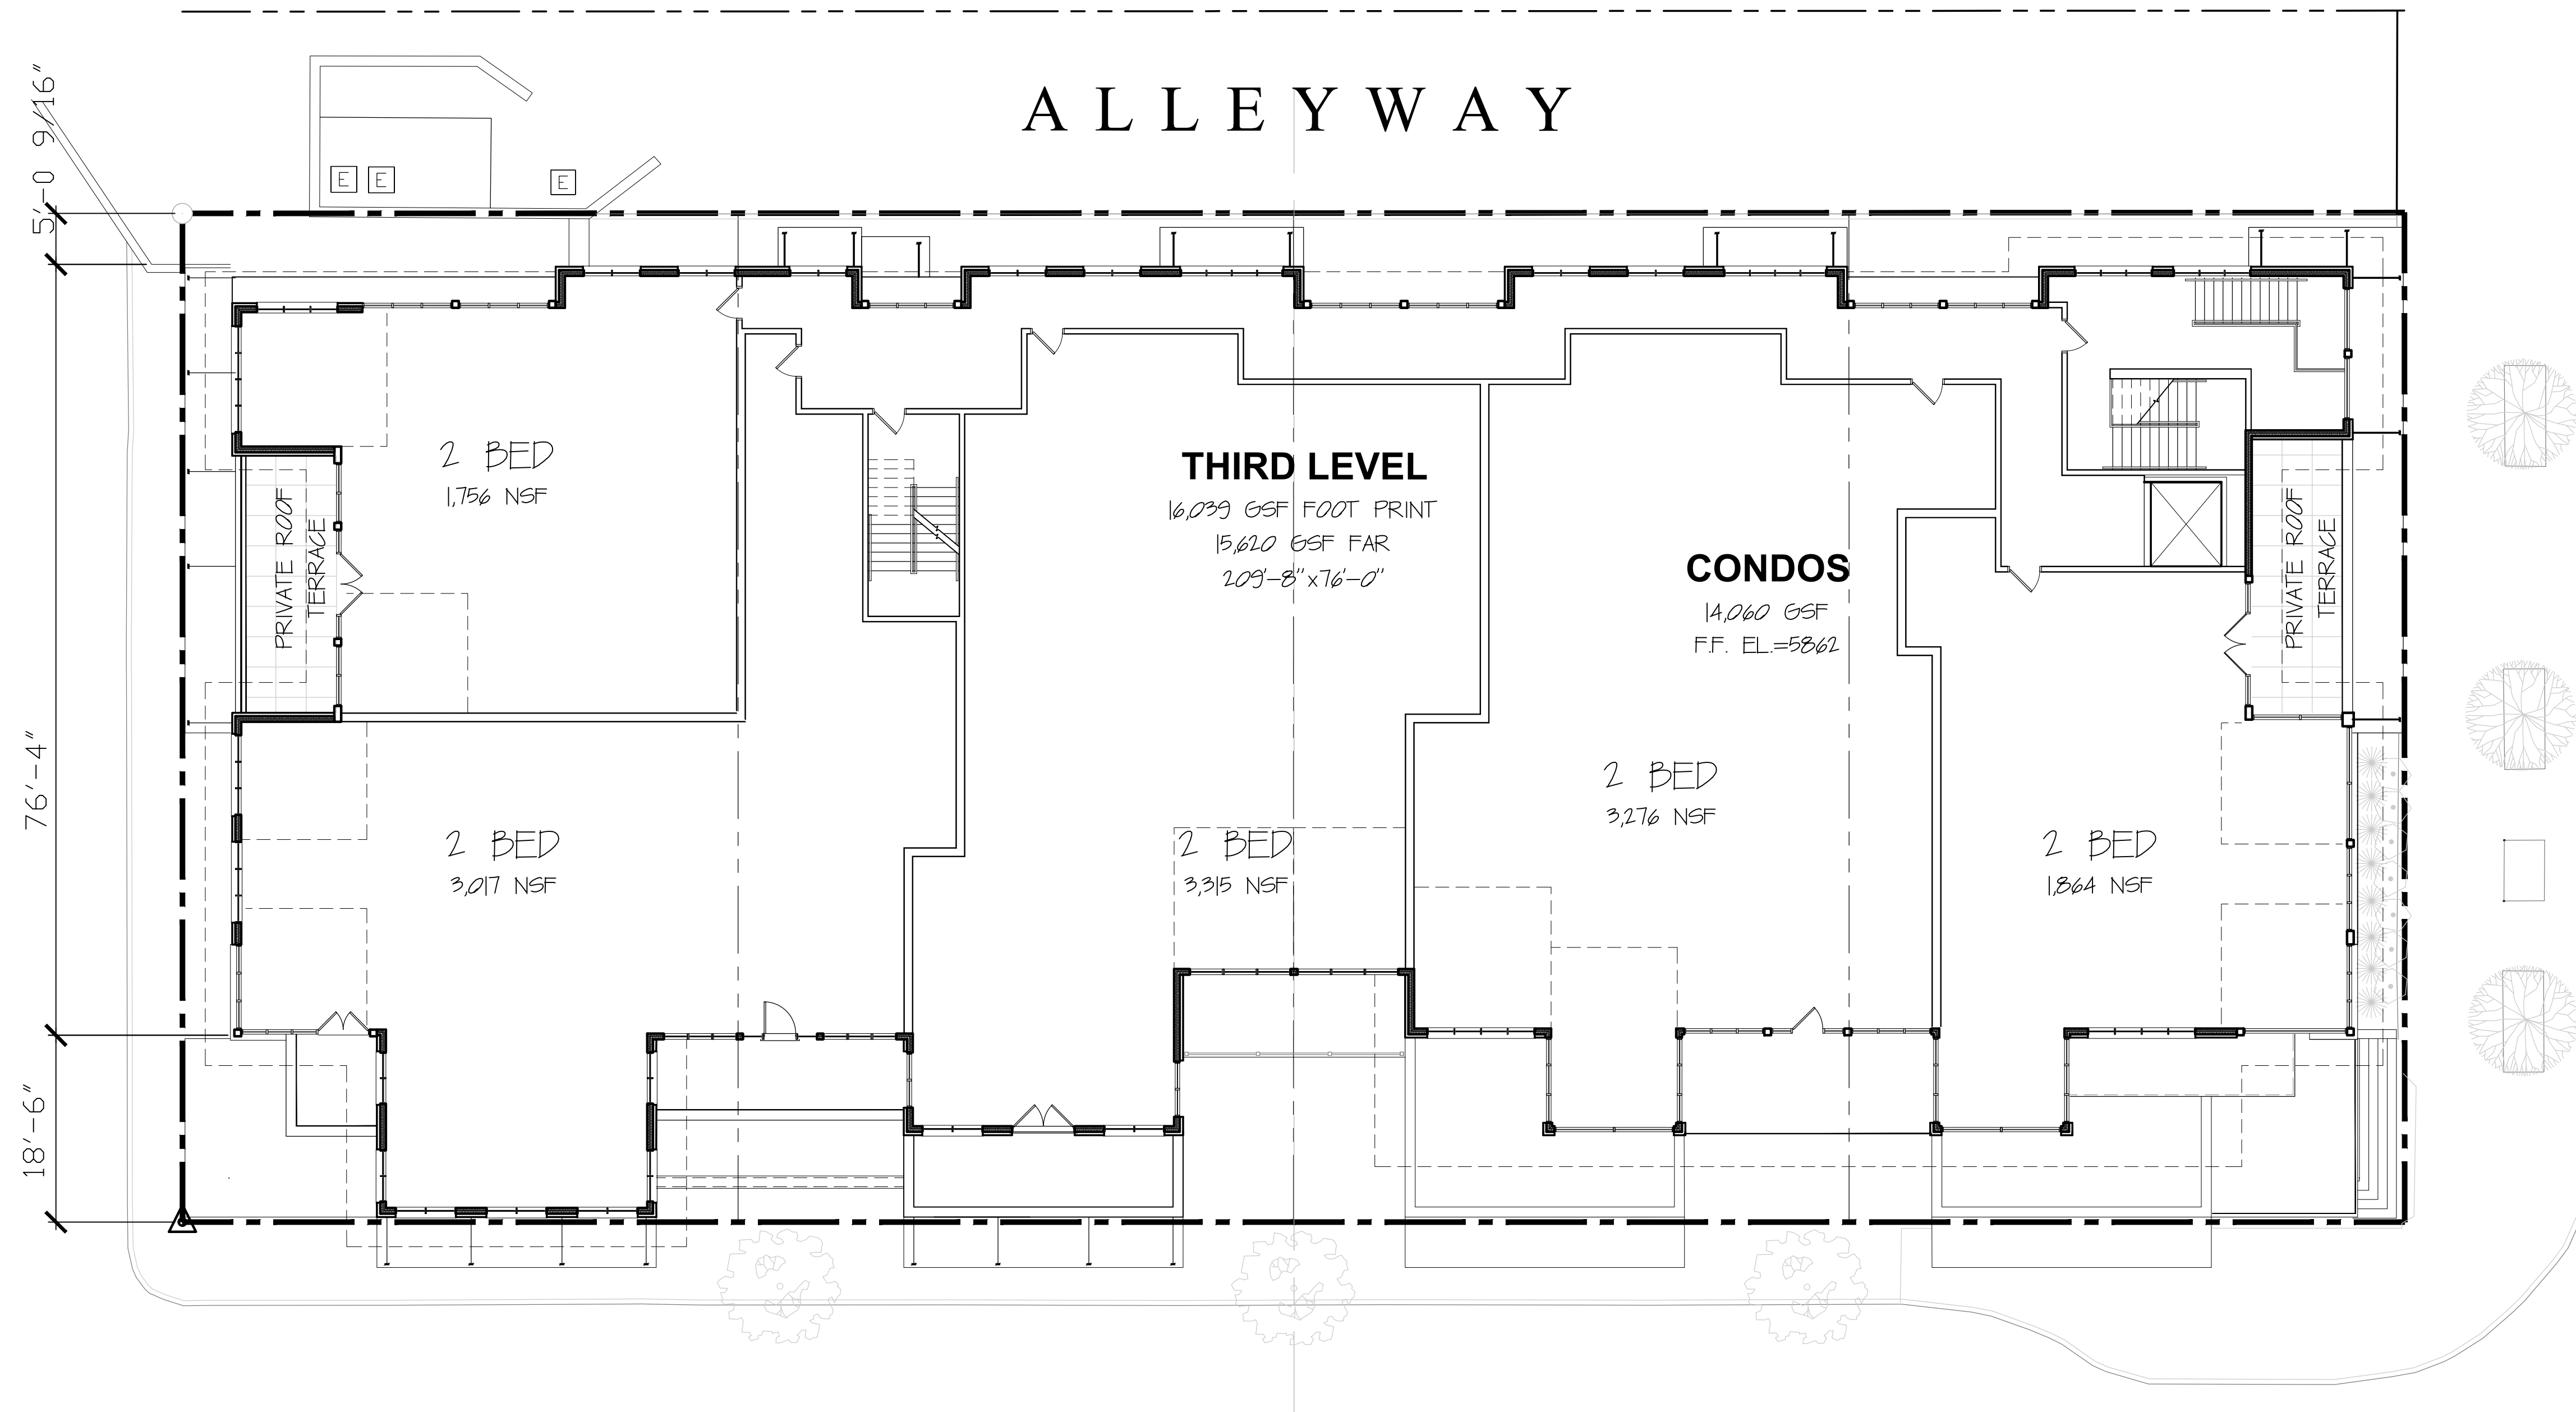 ALLEYWAY
5'-0 9/16"
E
E
E
2 BED
1,756 NSF
PRIVATE ROOF
TERRACE
THIRD LEVEL
16,039 GSF FOOT PRINT
15,620 GSF FAR
209'-8"x76'-0"
CONDOS
14,060 GSF
F.F. EL.=5862
PRIVATE ROOF
TERRACE
76'-4"
2 BED
3,017 NSF
2 BED
3,315 NSF
2 BED
3,276 NSF
2 BED
1,864 NSF
18'-6"